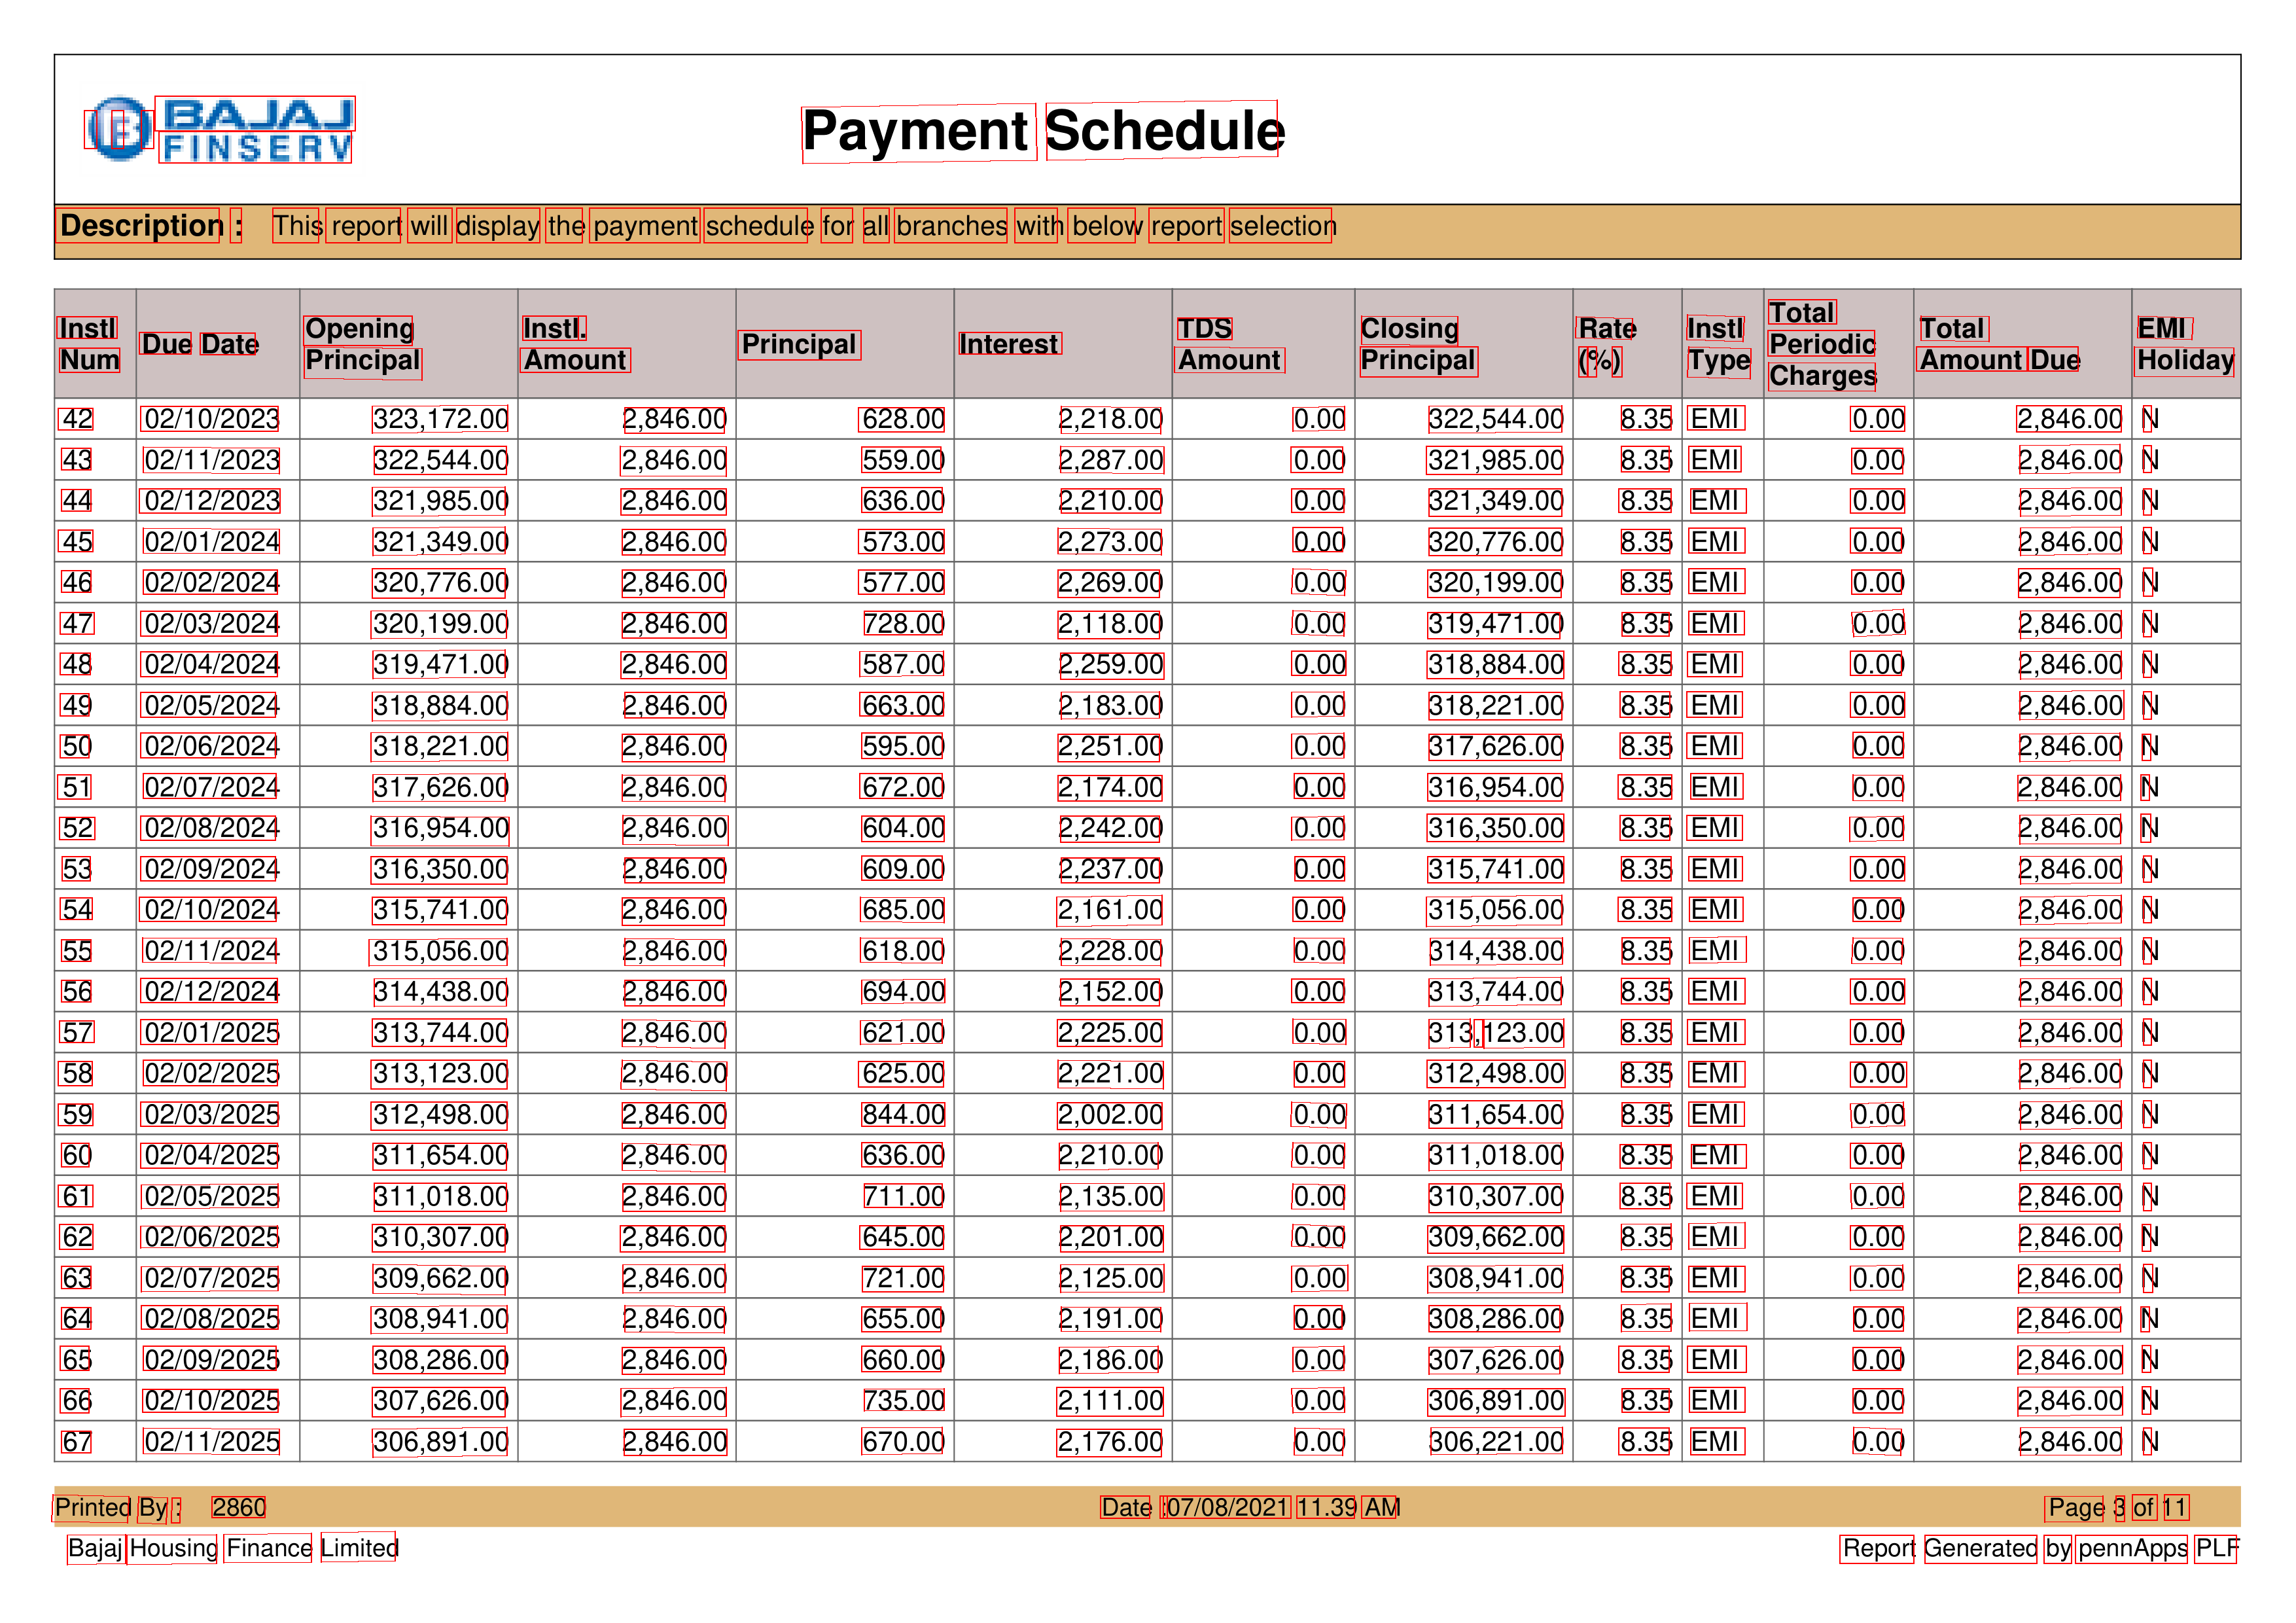 BAJAJ
FINSERV
Payment Schedule
Description : This report will display the payment schedule for all branches with below report selection
Instl Num Due Date Opening Principal Instl. Amount Principal Interest TDS Amount Closing Principal Rate (%) Instl Type Total Periodic Charges Total Amount Due EMI Holiday
42 02/10/2023 323,172.00 2,846.00 628.00 2,218.00 0.00 322,544.00 8.35 EMI 0.00 2,846.00 N
43 02/11/2023 322,544.00 2,846.00 559.00 2,287.00 0.00 321,985.00 8.35 EMI 0.00 2,846.00 N
44 02/12/2023 321,985.00 2,846.00 636.00 2,210.00 0.00 321,349.00 8.35 EMI 0.00 2,846.00 N
45 02/01/2024 321,349.00 2,846.00 573.00 2,273.00 0.00 320,776.00 8.35 EMI 0.00 2,846.00 N
46 02/02/2024 320,776.00 2,846.00 577.00 2,269.00 0.00 320,199.00 8.35 EMI 0.00 2,846.00 N
47 02/03/2024 320,199.00 2,846.00 728.00 2,118.00 0.00 319,471.00 8.35 EMI 0.00 2,846.00 N
48 02/04/2024 319,471.00 2,846.00 587.00 2,259.00 0.00 318,884.00 8.35 EMI 0.00 2,846.00 N
49 02/05/2024 318,884.00 2,846.00 663.00 2,183.00 0.00 318,221.00 8.35 EMI 0.00 2,846.00 N
50 02/06/2024 318,221.00 2,846.00 595.00 2,251.00 0.00 317,626.00 8.35 EMI 0.00 2,846.00 N
51 02/07/2024 317,626.00 2,846.00 672.00 2,174.00 0.00 316,954.00 8.35 EMI 0.00 2,846.00 N
52 02/08/2024 316,954.00 2,846.00 604.00 2,242.00 0.00 316,350.00 8.35 EMI 0.00 2,846.00 N
53 02/09/2024 316,350.00 2,846.00 609.00 2,237.00 0.00 315,741.00 8.35 EMI 0.00 2,846.00 N
54 02/10/2024 315,741.00 2,846.00 685.00 2,161.00 0.00 315,056.00 8.35 EMI 0.00 2,846.00 N
55 02/11/2024 315,056.00 2,846.00 618.00 2,228.00 0.00 314,438.00 8.35 EMI 0.00 2,846.00 N
56 02/12/2024 314,438.00 2,846.00 694.00 2,152.00 0.00 313,744.00 8.35 EMI 0.00 2,846.00 N
57 02/01/2025 313,744.00 2,846.00 621.00 2,225.00 0.00 313,123.00 8.35 EMI 0.00 2,846.00 N
58 02/02/2025 313,123.00 2,846.00 625.00 2,221.00 0.00 312,498.00 8.35 EMI 0.00 2,846.00 N
59 02/03/2025 312,498.00 2,846.00 844.00 2,002.00 0.00 311,654.00 8.35 EMI 0.00 2,846.00 N
60 02/04/2025 311,654.00 2,846.00 636.00 2,210.00 0.00 311,018.00 8.35 EMI 0.00 2,846.00 N
61 02/05/2025 311,018.00 2,846.00 711.00 2,135.00 0.00 310,307.00 8.35 EMI 0.00 2,846.00 N
62 02/06/2025 310,307.00 2,846.00 645.00 2,201.00 0.00 309,662.00 8.35 EMI 0.00 2,846.00 N
63 02/07/2025 309,662.00 2,846.00 721.00 2,125.00 0.00 308,941.00 8.35 EMI 0.00 2,846.00 N
64 02/08/2025 308,941.00 2,846.00 655.00 2,191.00 0.00 308,286.00 8.35 EMI 0.00 2,846.00 N
65 02/09/2025 308,286.00 2,846.00 660.00 2,186.00 0.00 307,626.00 8.35 EMI 0.00 2,846.00 N
66 02/10/2025 307,626.00 2,846.00 735.00 2,111.00 0.00 306,891.00 8.35 EMI 0.00 2,846.00 N
67 02/11/2025 306,891.00 2,846.00 670.00 2,176.00 0.00 306,221.00 8.35 EMI 0.00 2,846.00 N
Printed By : 2860 Date :07/08/2021 11.39 AM Page 3 of 11
Bajaj Housing Finance Limited Report Generated by pennApps PLF